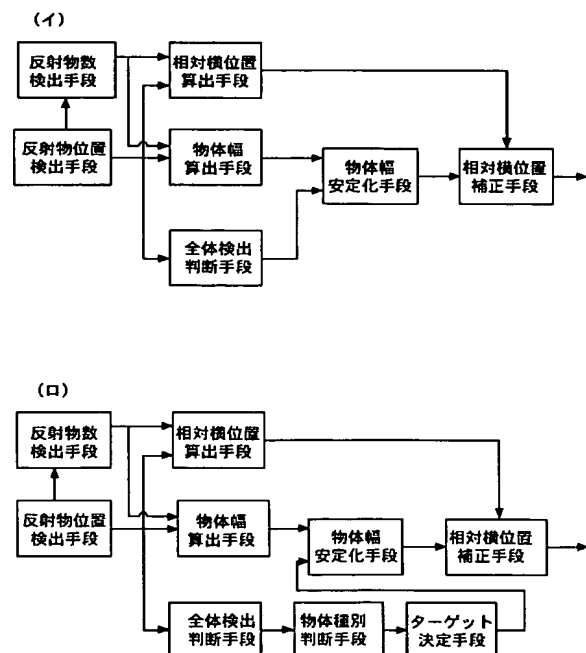 （イ）
反射物数
検出手段
相対横位置
算出手段
反射物位置
検出手段
物体幅
算出手段
物体幅
安定化手段
相対横位置
補正手段
全体検出
判断手段
（ロ）
反射物数
検出手段
相対横位置
算出手段
反射物位置
検出手段
物体幅
算出手段
物体幅
安定化手段
相対横位置
補正手段
全体検出
判断手段
物体種別
判断手段
ターゲット
決定手段